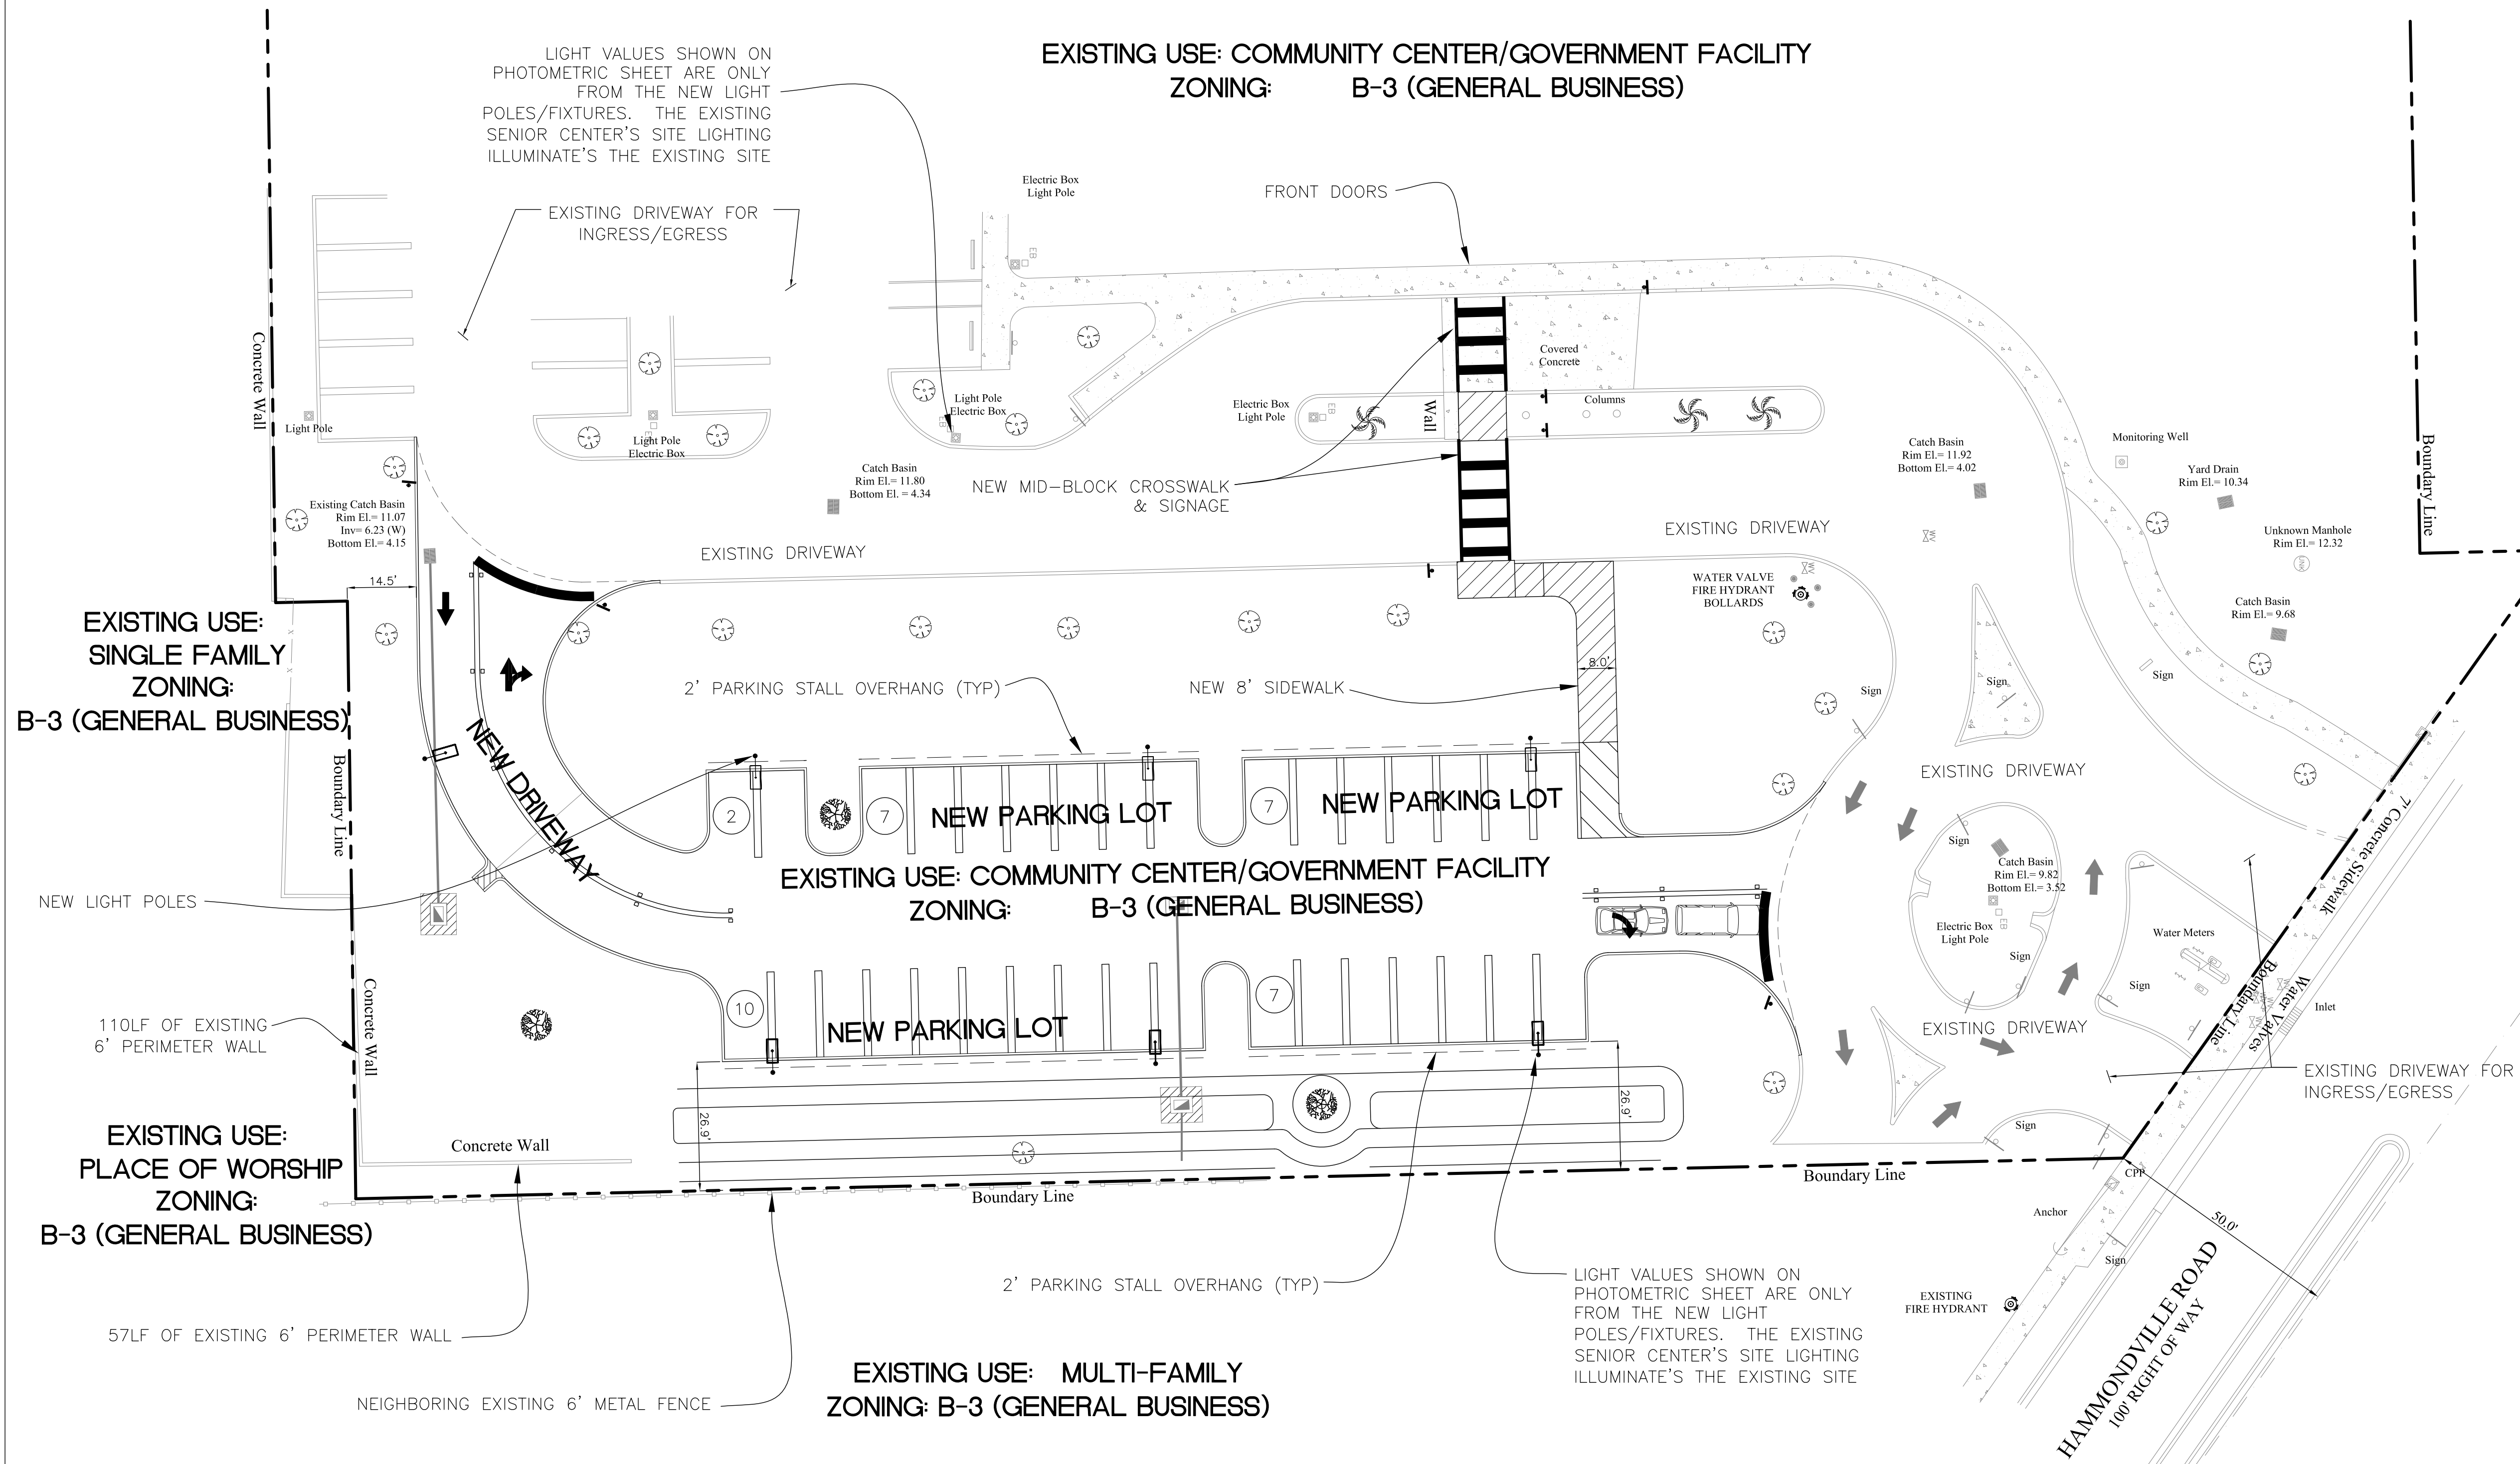 EXISTING USE: COMMUNITY CENTER/GOVERNMENT FACILITY
ZONING: B-3 (GENERAL BUSINESS)
LIGHT VALUES SHOWN ON
PHOTOMETRIC SHEET ARE ONLY
FROM THE NEW LIGHT
POLES/FIXTURES. THE EXISTING
SENIOR CENTER'S SITE LIGHTING
ILLUMINATE'S THE EXISTING SITE
Electric Box
Light Pole
FRONT DOORS
EXISTING DRIVEWAY FOR
INGRESS/EGRESS
Concrete Wall
Light Pole
Light Pole
Electric Box
Light Pole
Electric Box
Electric Box
Light Pole
Wall
Covered
Concrete
Columns
Catch Basin
Rim El.= 11.92
Bottom El.= 4.02
Monitoring Well
Yard Drain
Rim El.= 10.34
Boundary Line
Existing Catch Basin
Rim El.= 11.07
Inv= 6.23 (W)
Bottom El.= 4.15
Catch Basin
Rim El.= 11.80
Bottom El. = 4.34
NEW MID-BLOCK CROSSWALK
& SIGNAGE
EXISTING DRIVEWAY
EXISTING DRIVEWAY
WV
Unknown Manhole
Rim El.= 12.32
UNK
14.5'
WATER VALVE
FIRE HYDRANT
BOLLARDS
WV
Catch Basin
Rim El.= 9.68
EXISTING USE:
SINGLE FAMILY
ZONING:
B-3 (GENERAL BUSINESS)
2' PARKING STALL OVERHANG (TYP)
NEW 8' SIDEWALK
8.0'
Sign
Sign
Sign
NEW DRIVEWAY
Boundary Line
2
7
NEW PARKING LOT
7
NEW PARKING LOT
EXISTING DRIVEWAY
7' Concrete Sidewalk
EXISTING USE: COMMUNITY CENTER/GOVERNMENT FACILITY
ZONING: B-3 (GENERAL BUSINESS)
NEW LIGHT POLES
Sign
Catch Basin
Rim El.= 9.82
Bottom El.= 3.52
Electric Box
Light Pole
Sign
Water Meters
Sign
Boundary Line
Water Valves
Inlet
Concrete Wall
110LF OF EXISTING
6' PERIMETER WALL
10
NEW PARKING LOT
7
EXISTING DRIVEWAY
EXISTING DRIVEWAY FOR
INGRESS/EGRESS
26.9'
26.9'
EXISTING USE:
PLACE OF WORSHIP
ZONING:
B-3 (GENERAL BUSINESS)
Concrete Wall
Sign
Boundary Line
Boundary Line
CPP
Anchor
50.0'
Sign
2' PARKING STALL OVERHANG (TYP)
LIGHT VALUES SHOWN ON
PHOTOMETRIC SHEET ARE ONLY
FROM THE NEW LIGHT
POLES/FIXTURES. THE EXISTING
SENIOR CENTER'S SITE LIGHTING
ILLUMINATE'S THE EXISTING SITE
EXISTING
FIRE HYDRANT
HAMMONDVILLE ROAD
100' RIGHT OF WAY
57LF OF EXISTING 6' PERIMETER WALL
EXISTING USE: MULTI-FAMILY
ZONING: B-3 (GENERAL BUSINESS)
NEIGHBORING EXISTING 6' METAL FENCE